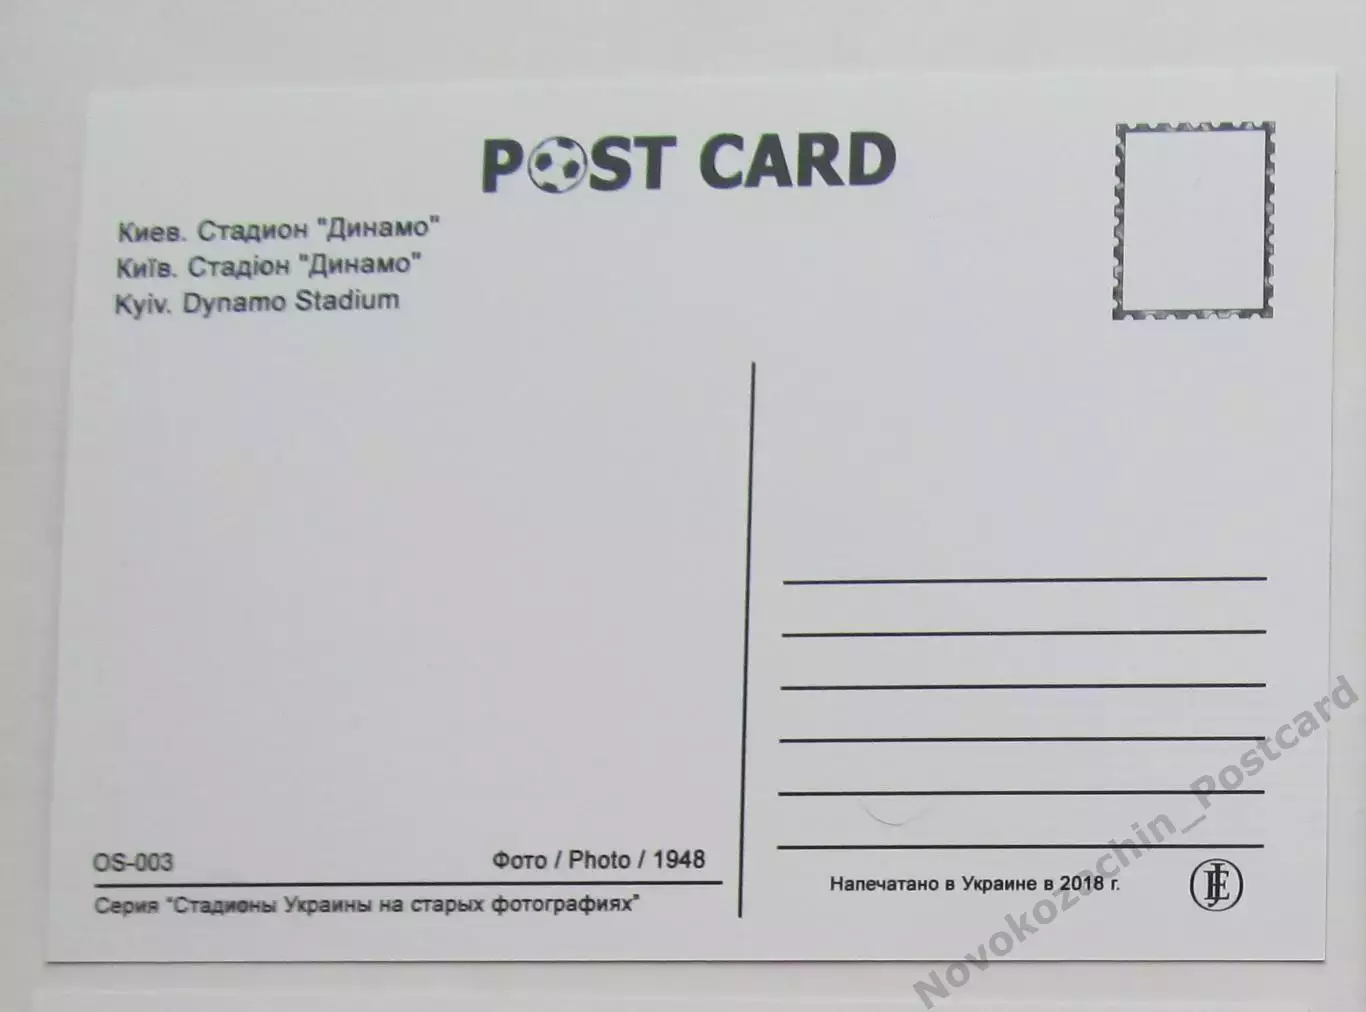 POST CARD
Киев. Стадион "Динамо"
Київ. Стадіон "Динамо"
Kyiv. Dynamo Stadium
OS-003
Фото / Photo / 1948
Серия "Стадионы Украины на старых фотографиях"
Напечатано в Украине в 2018 г.
Novokozachin_Postcard